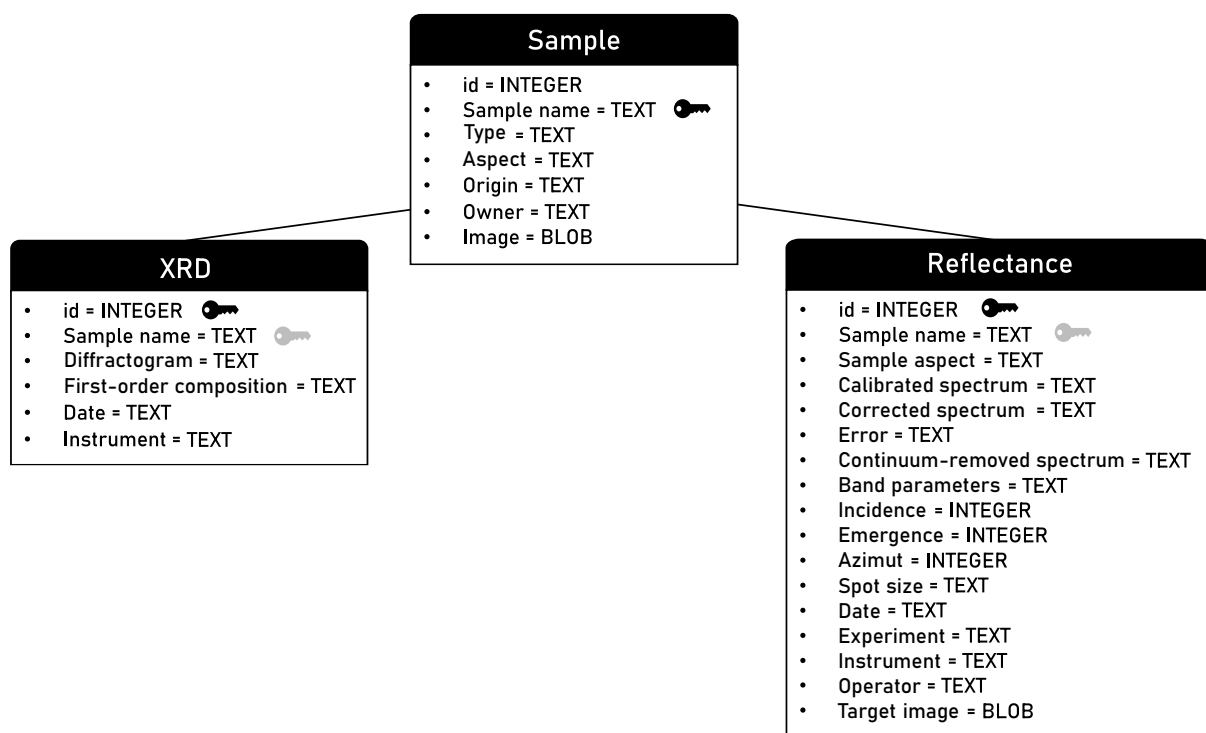 Sample
• id = INTEGER
• Sample name = TEXT
• Type = TEXT
• Aspect = TEXT
• Origin = TEXT
• Owner = TEXT
• Image = BLOB
XRD
• id = INTEGER
• Sample name = TEXT
• Diffractogram = TEXT
• First-order composition = TEXT
• Date = TEXT
• Instrument = TEXT
Reflectance
• id = INTEGER
• Sample name = TEXT
• Sample aspect = TEXT
• Calibrated spectrum = TEXT
• Corrected spectrum = TEXT
• Error = TEXT
• Continuum-removed spectrum = TEXT
• Band parameters = TEXT
• Incidence = INTEGER
• Emergence = INTEGER
• Azimut = INTEGER
• Spot size = TEXT
• Date = TEXT
• Experiment = TEXT
• Instrument = TEXT
• Operator = TEXT
• Target image = BLOB